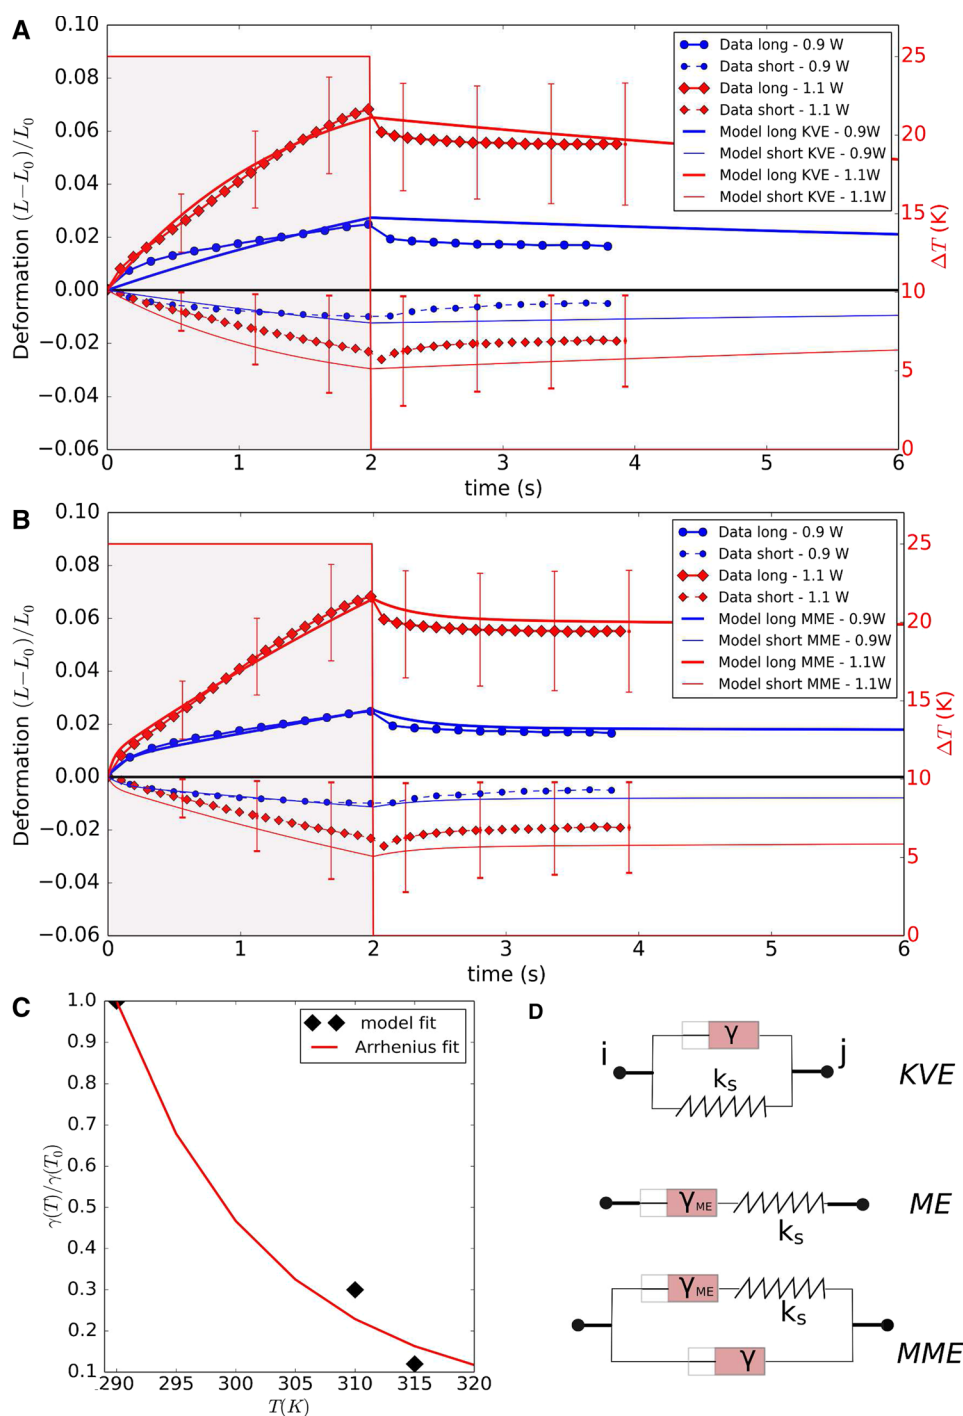 A
0.10
0.08
0.06
0.04
0.02
0.00
−0.02
−0.04
−0.06
Deformation (L−L0)/L0
Data long - 0.9 W
Data short - 0.9 W
Data long - 1.1 W
Data short - 1.1 W
Model long KVE - 0.9W
Model short KVE - 0.9W
Model long KVE - 1.1W
Model short KVE - 1.1W
25
20
15
10
5
0
ΔT (K)
0 1 2 3 4 5 6
time (s)
B
0.10
0.08
0.06
0.04
0.02
0.00
−0.02
−0.04
−0.06
Deformation (L−L0)/L0
Data long - 0.9 W
Data short - 0.9 W
Data long - 1.1 W
Data short - 1.1 W
Model long MME - 0.9W
Model short MME - 0.9W
Model long MME - 1.1W
Model short MME - 1.1W
25
20
15
10
5
0
ΔT (K)
0 1 2 3 4 5 6
time (s)
C
1.0
0.9
0.8
0.7
0.6
0.5
0.4
0.3
0.2
0.1
γ(T)/γ(T0)
model fit
Arrhenius fit
290 295 300 305 310 315 320
T(K)
D
i
γ
j
ks
KVE
γME
ks
ME
γME
ks
γ
MME